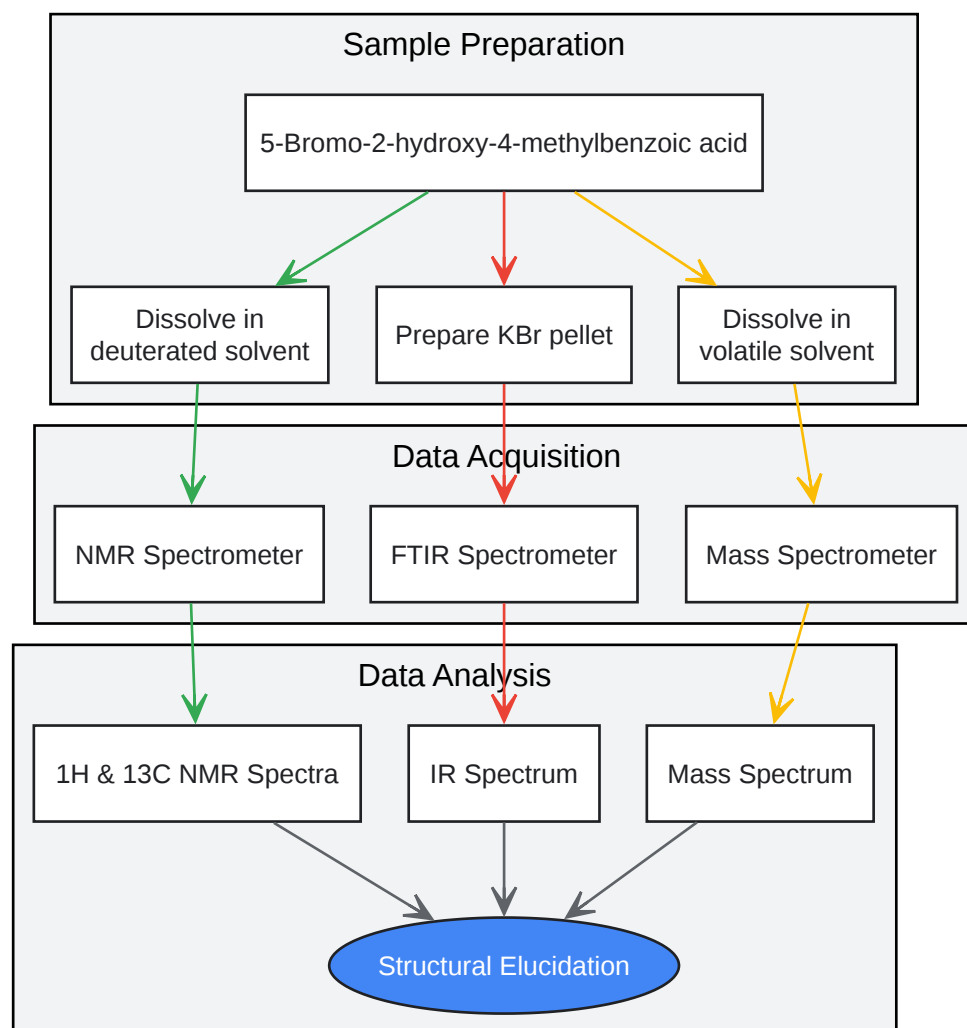 Sample Preparation
5-Bromo-2-hydroxy-4-methylbenzoic acid
Dissolve in
deuterated solvent
Prepare KBr pellet
Dissolve in
volatile solvent
Data Acquisition
NMR Spectrometer
FTIR Spectrometer
Mass Spectrometer
Data Analysis
1H & 13C NMR Spectra
IR Spectrum
Mass Spectrum
Structural Elucidation